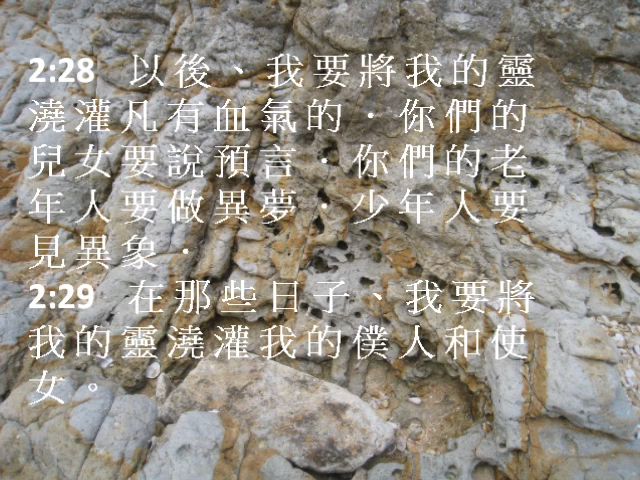 2:28 以後、我要將我的靈
澆灌凡有血氣的．你們的
兒女要說預言．你們的老
年人要做異夢．少年人要
見異象．
2:29 在那些日子、我要將
我的靈澆灌我的僕人和使
女。